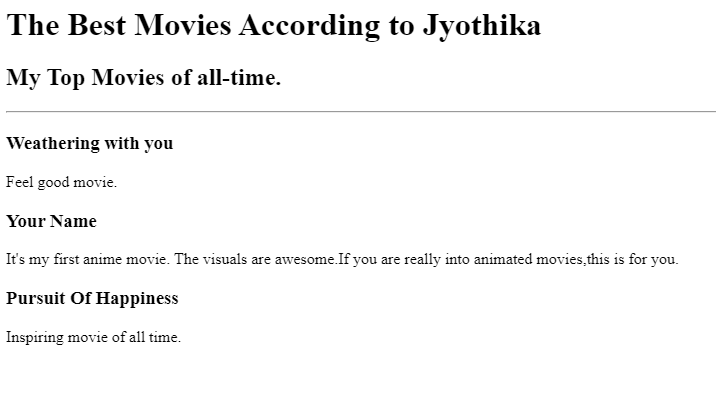 The Best Movies According to Jyothika
My Top Movies of all-time.
Weathering with you
Feel good movie.
Your Name
It's my first anime movie. The visuals are awesome.If you are really into animated movies,this is for you.
Pursuit Of Happiness
Inspiring movie of all time.